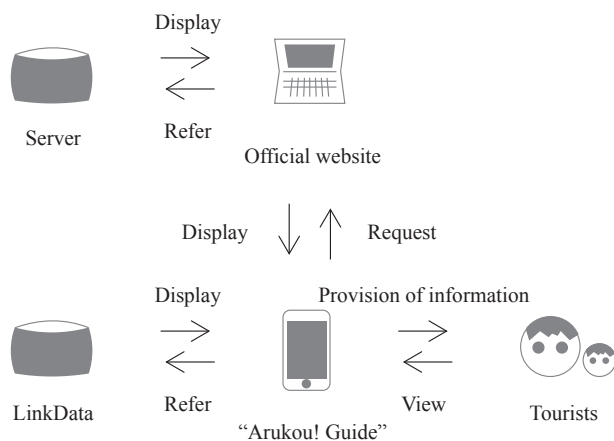 Display
Server
Refer
Official website
Display
Request
Display
Provision of information
LinkData
Refer
“Arukou! Guide”
View
Tourists